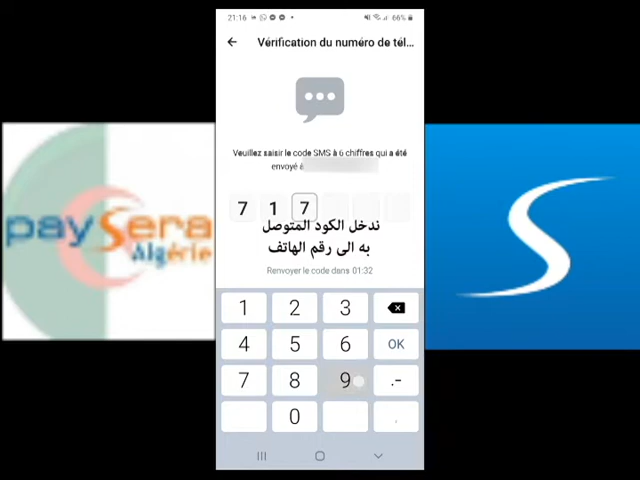 21:16
66%
Vérification du numéro de tél...
Veuillez saisir le code SMS à 6 chiffres qui a été
envoyé à
7 1 7
ندخل الكود المتوصل
به الى رقم الهاتف
Renvoyer le code dans 01:32
1 2 3
4 5 6 OK
7 8 9 .-
0 .
paySera
Algérie
S